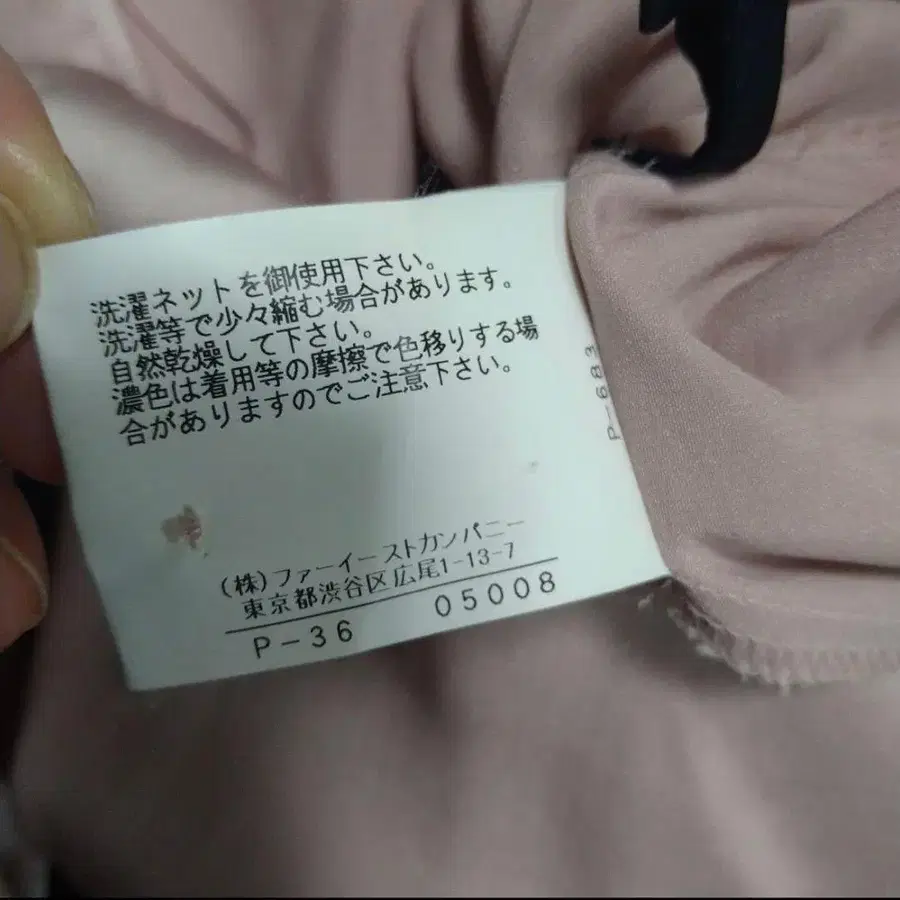 洗濯ネットを御使用下さい。
洗濯等で少々縮む場合があります。
自然乾燥して下さい。
濃色は着用等の摩擦で色移りする場
合がありますのでご注意下さい。
(株)ファーイーストカンパニー
東京都渋谷区広尾1-13-7
P-36 05008
P-683